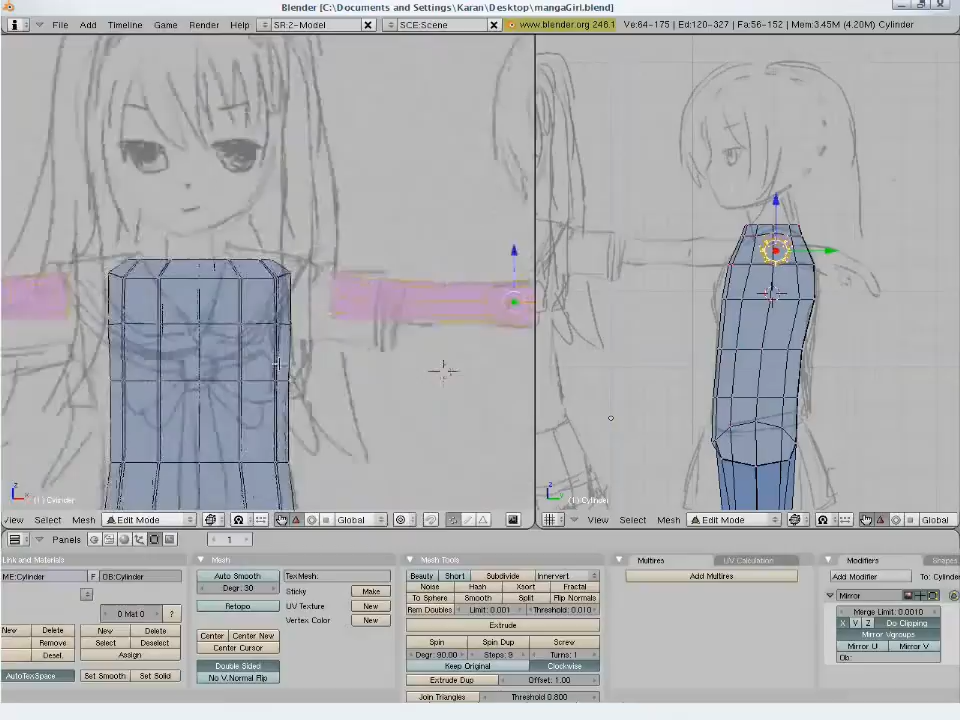 Blender [C:\Documents and Settings\Karan\Desktop\mangaGirl.blend]
File Add Timeline Game Render Help SR:2-Model SCE:Scene www.blender.org 246.1 Ve:64-175 | Ed:120-327 | Fa:56-152 | Mem:3.45M (4.20M) Cylinder
(1) Cylinder (1) Cylinder
View Select Mesh Edit Mode Global View Select Mesh Edit Mode Global
Panels 1
Link and Materials Mesh Mesh Tools Multires UV Calculation Modifiers Shapes
ME:Cylinder F OB:Cylinder Auto Smooth TexMesh: Beauty Short Subdivide Innervert Add Multires Add Modifier To: Cylinder
Degr: 30 Sticky Make Noise Hash Xsort Fractal
Retopo UV Texture New To Sphere Smooth Split Flip Normals Mirror
0 Mat 0 ? Vertex Color New Rem Doubles Limit: 0.001 Threshold: 0.010 Merge Limit: 0.0010
New Delete New Delete Center Center New Extrude X Y Z Do Clipping
Remove Select Deselect Center Cursor Spin Spin Dup Screw Mirror Vgroups
Desel. Assign Degr: 90.00 Steps: 9 Turns: 1 Mirror U Mirror V
Double Sided Keep Original Clockwise Ob:
AutoTexSpace Set Smooth Set Solid No V.Normal Flip Extrude Dup Offset: 1.00
Join Triangles Threshold 0.800